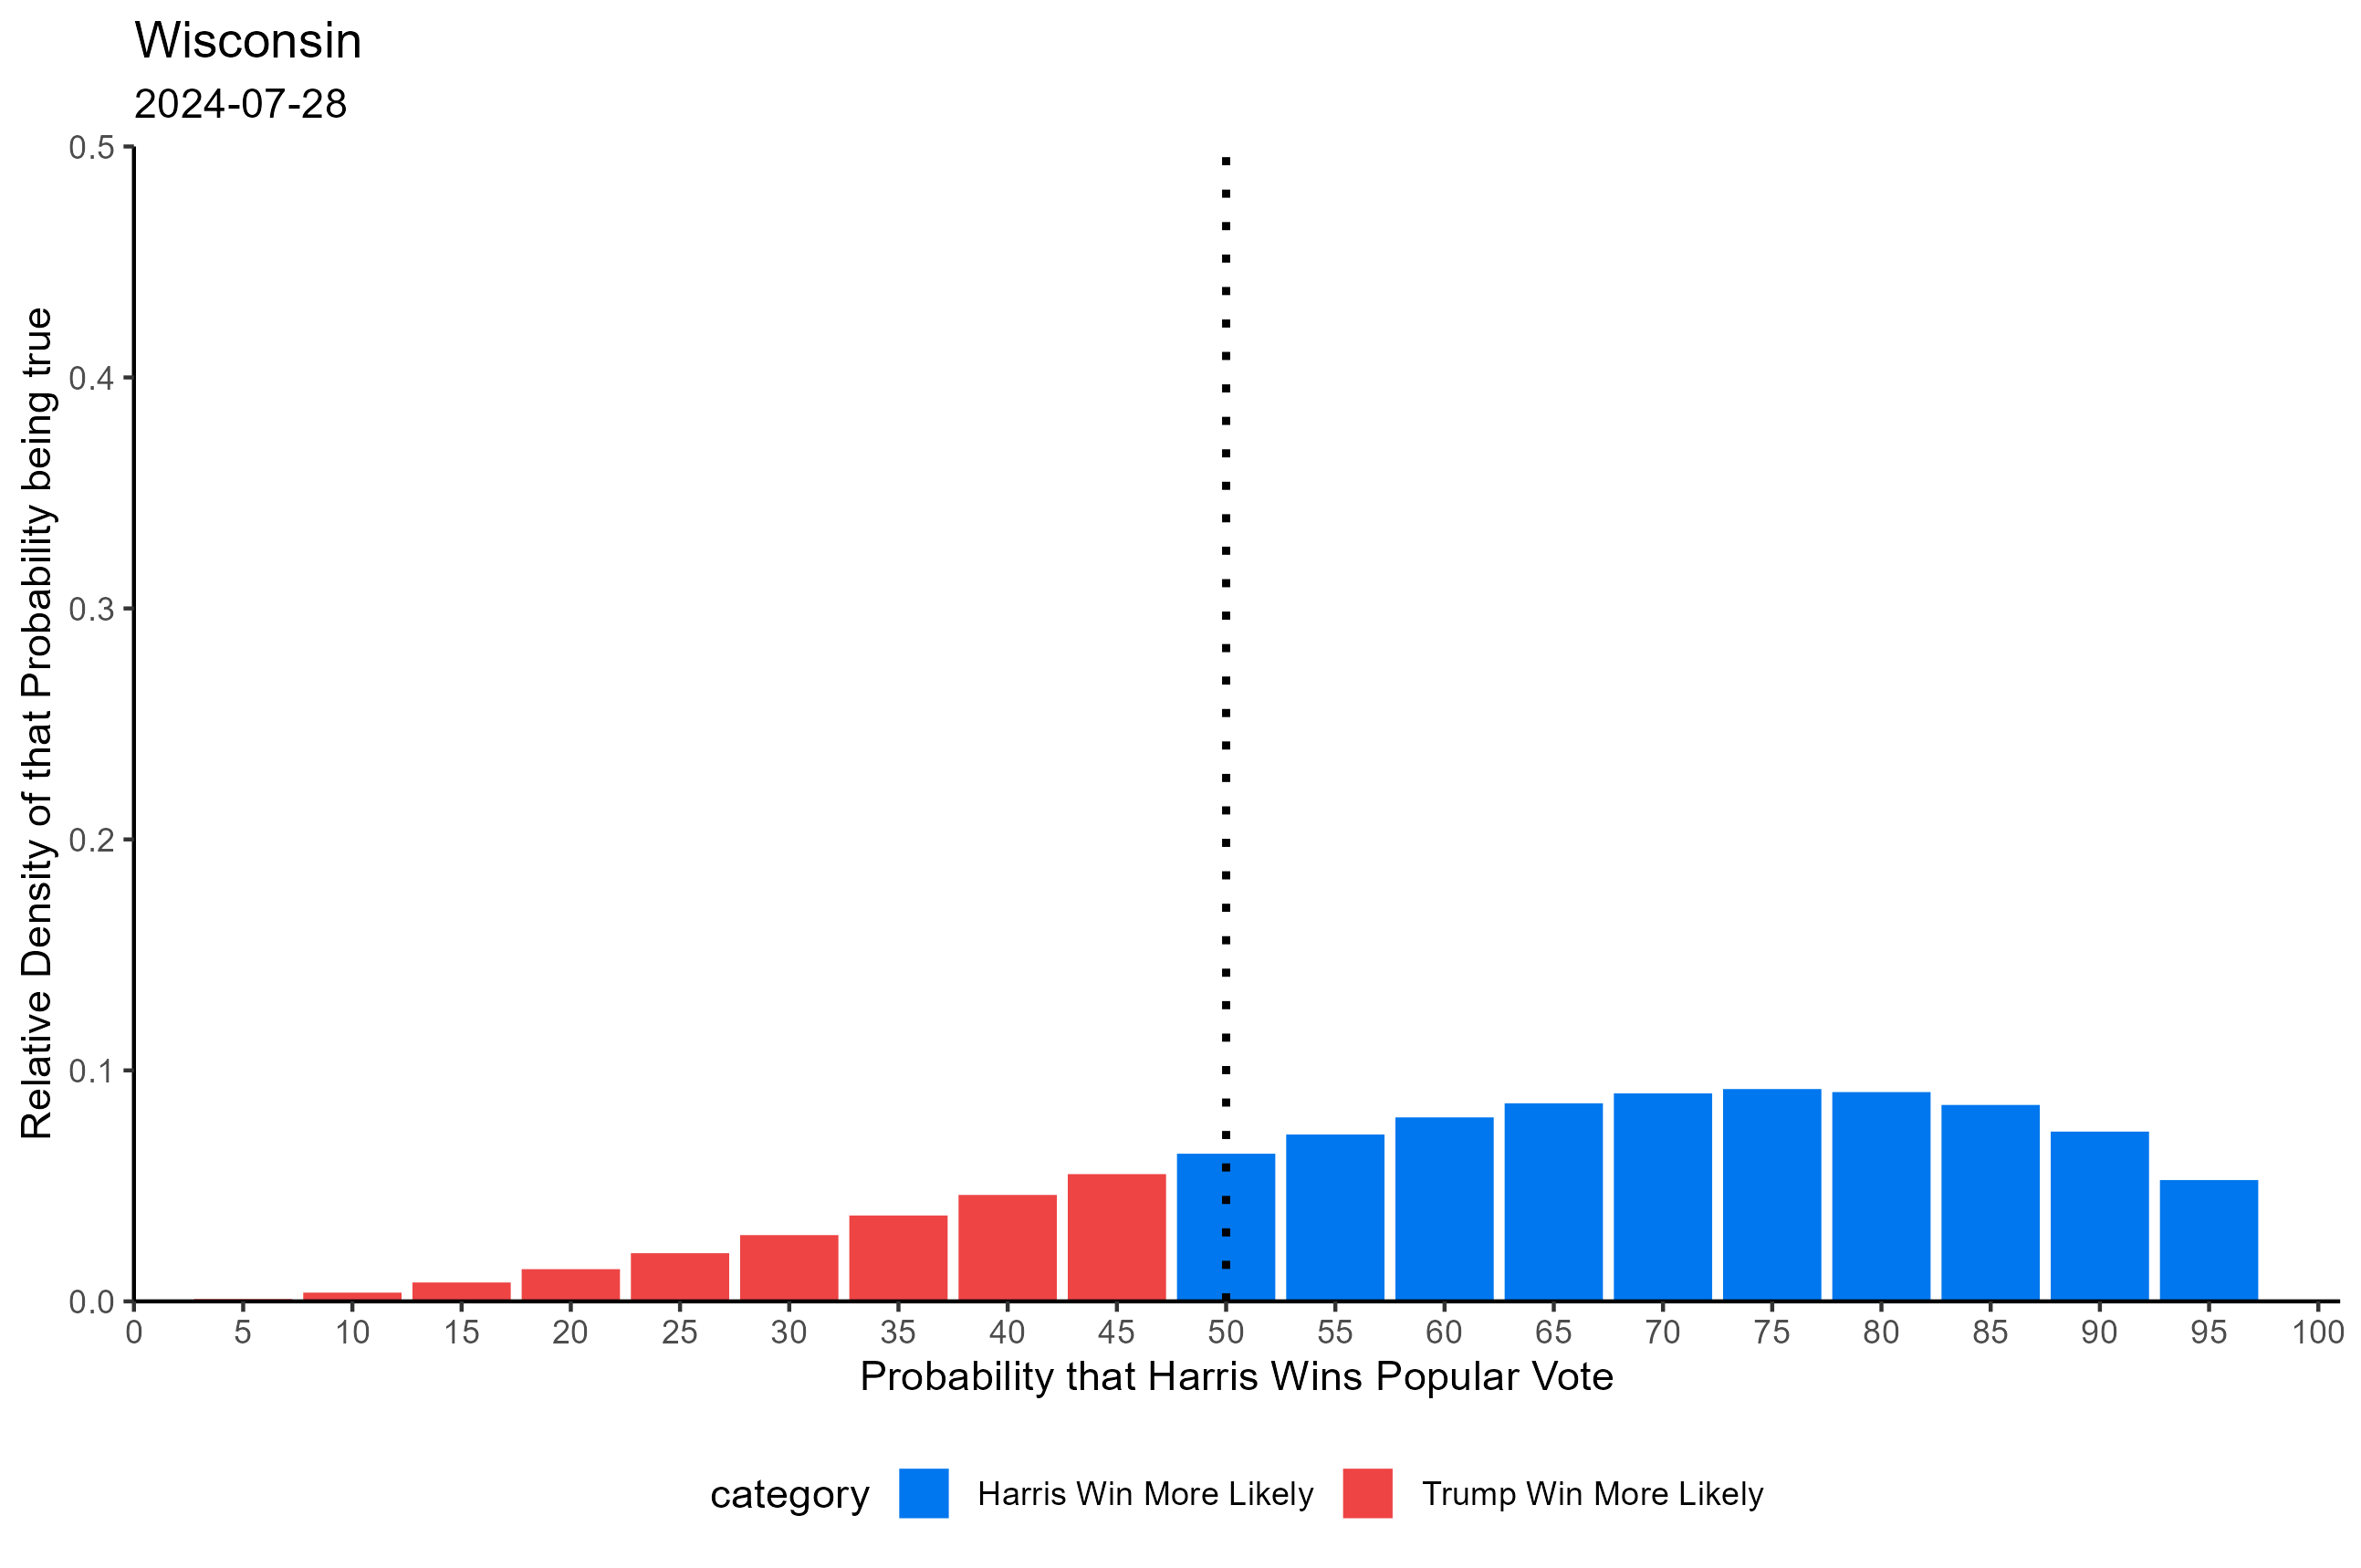 Wisconsin
2024-07-28
Relative Density of that Probability being true
0.5
0.4
0.3
0.2
0.1
0.0
0 5 10 15 20 25 30 35 40 45 50 55 60 65 70 75 80 85 90 95 100
Probability that Harris Wins Popular Vote
category Harris Win More Likely Trump Win More Likely